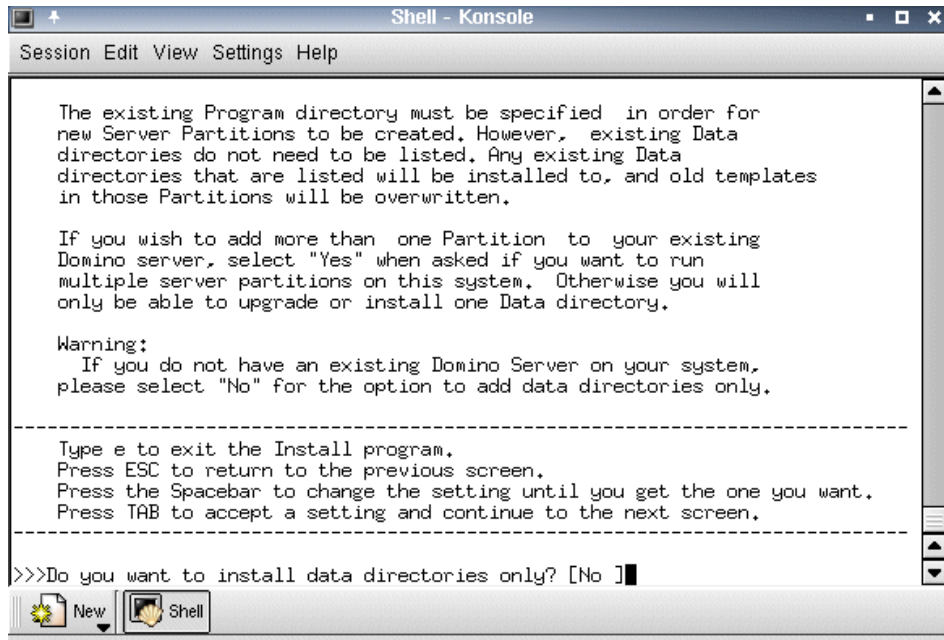 Shell - Konsole
Session Edit View Settings Help
The existing Program directory must be specified  in order for
new Server Partitions to be created. However,  existing Data
directories do not need to be listed. Any existing Data
directories that are listed will be installed to, and old templates
in those Partitions will be overwritten.
If you wish to add more than  one Partition  to  your existing
Domino server, select "Yes" when asked if you want to run
multiple server partitions on this system.  Otherwise you will
only be able to upgrade or install one Data directory.
Warning:
If you do not have an existing Domino Server on your system,
please select "No" for the option to add data directories only.
--------------------------------------------------------------------------
Type e to exit the Install program.
Press ESC to return to the previous screen.
Press the Spacebar to change the setting until you get the one you want.
Press TAB to accept a setting and continue to the next screen.
--------------------------------------------------------------------------
>>>Do you want to install data directories only? [No ]
New Shell